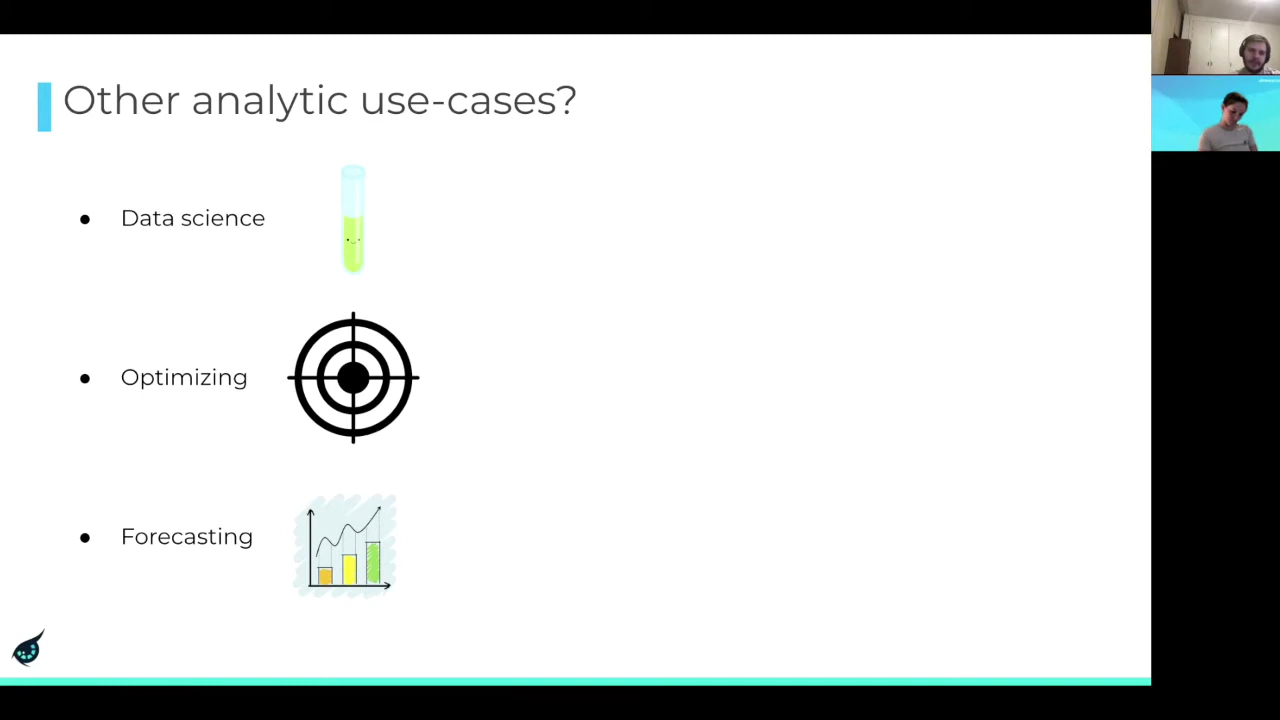 Other analytic use-cases?
● Data science
● Optimizing
● Forecasting